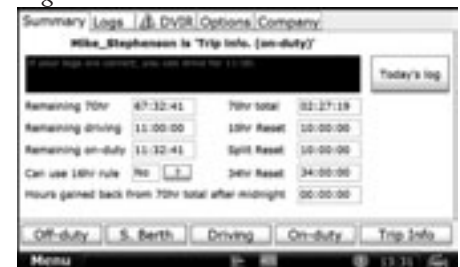 Summary Logs DVIR Options Company
Mike_Stephenson is 'Trip Info. (on-duty)'
If your logs are correct, you can drive for 11:00.
Today's log
Remaining 70hr 67:32:41 70hr total 02:27:19
Remaining driving 11:00:00 10hr Reset 10:00:00
Remaining on-duty 11:32:41 Split Reset 10:00:00
Can use 16hr rule No ? 34hr Reset 34:00:00
Hours gained back from 70hr total after midnight 00:00:00
Off-duty S. Berth Driving On-duty Trip Info
Menu 13:31